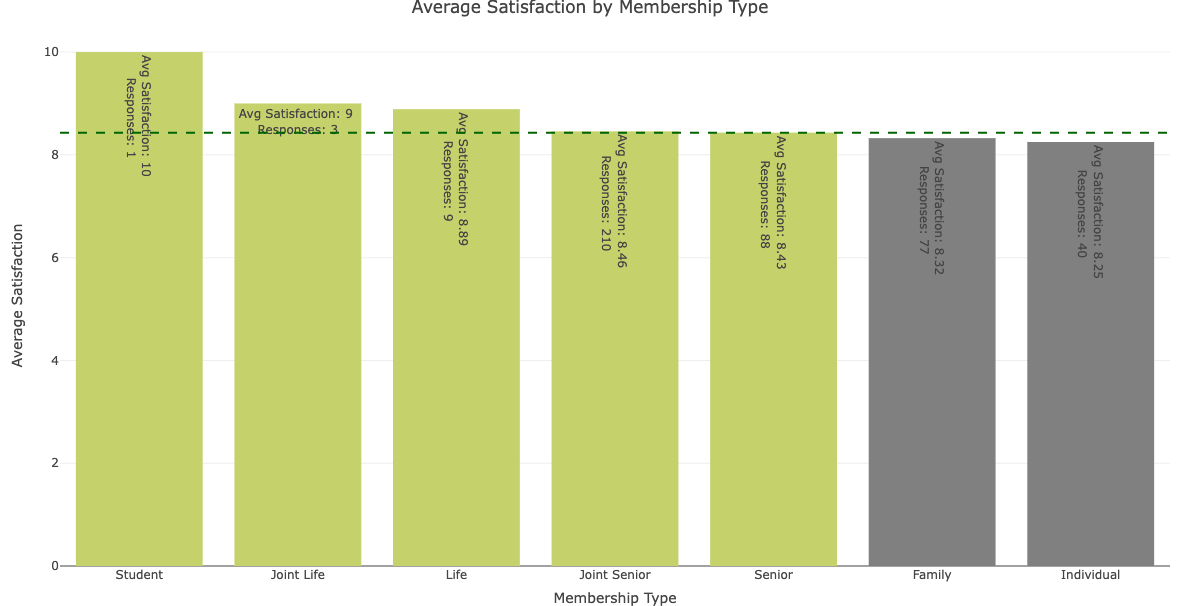 Average Satisfaction by Membership Type
Average Satisfaction
10
8
6
4
2
0
Avg Satisfaction: 10
Responses: 1
Avg Satisfaction: 9
Responses: 3
Avg Satisfaction: 8.89
Responses: 9
Avg Satisfaction: 8.46
Responses: 210
Avg Satisfaction: 8.43
Responses: 88
Avg Satisfaction: 8.32
Responses: 77
Avg Satisfaction: 8.25
Responses: 40
Student
Joint Life
Life
Joint Senior
Senior
Family
Individual
Membership Type